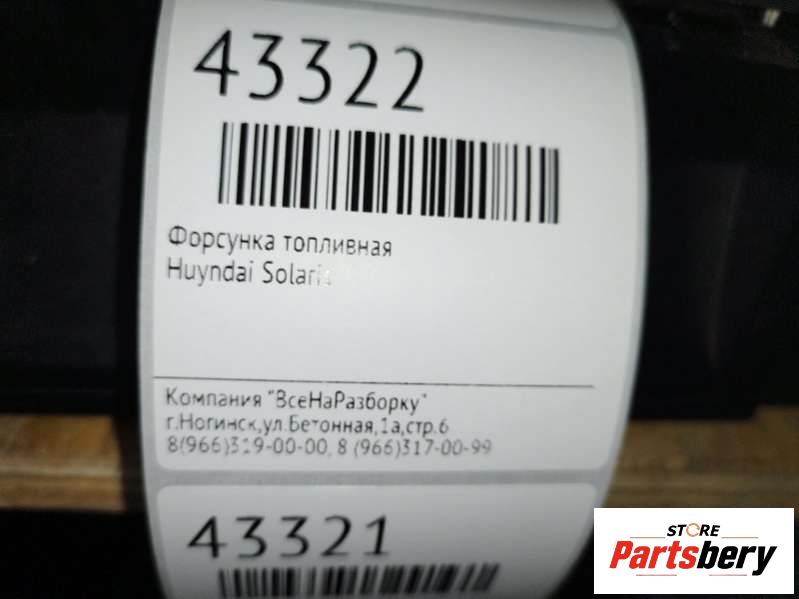 43322
Форсунка топливная
Huyndai Solaris
Компания "ВсеНаРазборку"
г.Ногинск,ул.Бетонная,1а,стр.6
8(966)319-00-00, 8 (966)317-00-99
43321
STORE
Partsbery